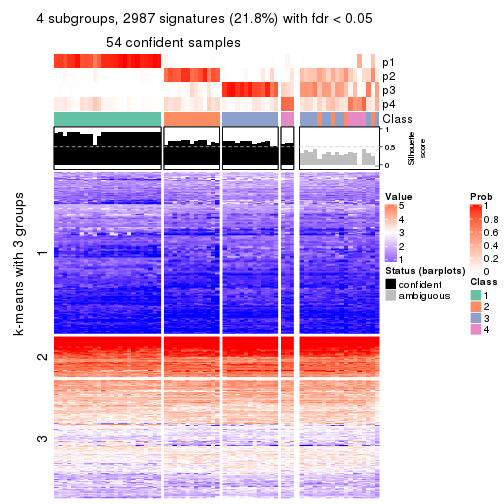 4 subgroups, 2987 signatures (21.8%) with fdr < 0.05
54 confident samples
p1
p2
p3
p4
Class
1
0.5
0
Silhouette
score
k-means with 3 groups
1
2
3
Value
5
4
3
2
1
Status (barplots)
confident
ambiguous
Prob
1
0.8
0.6
0.4
0.2
0
Class
1
2
3
4